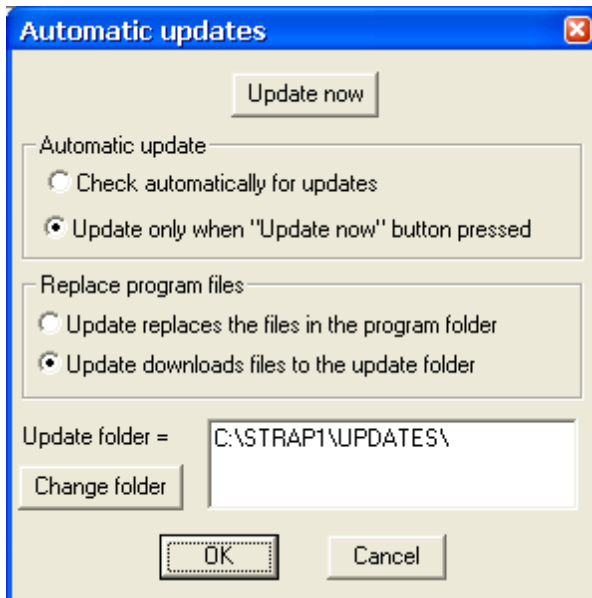 Automatic updates
Update now
Automatic update
Check automatically for updates
Update only when "Update now" button pressed
Replace program files
Update replaces the files in the program folder
Update downloads files to the update folder
Update folder = C:\STRAP1\UPDATES\
Change folder
OK Cancel